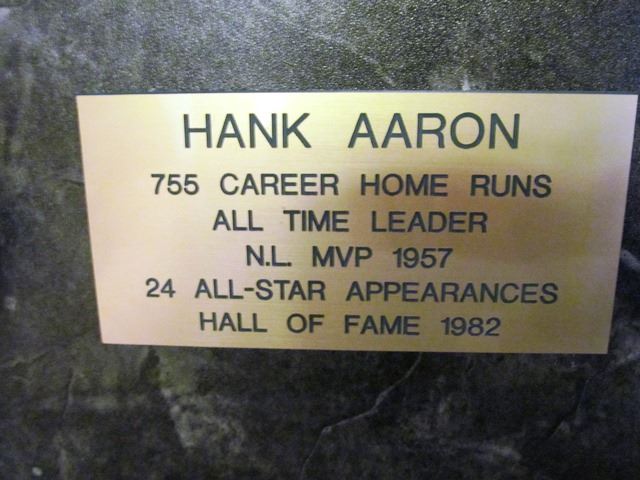 HANK AARON
755 CAREER HOME RUNS
ALL TIME LEADER
N.L. MVP 1957
24 ALL-STAR APPEARANCES
HALL OF FAME 1982